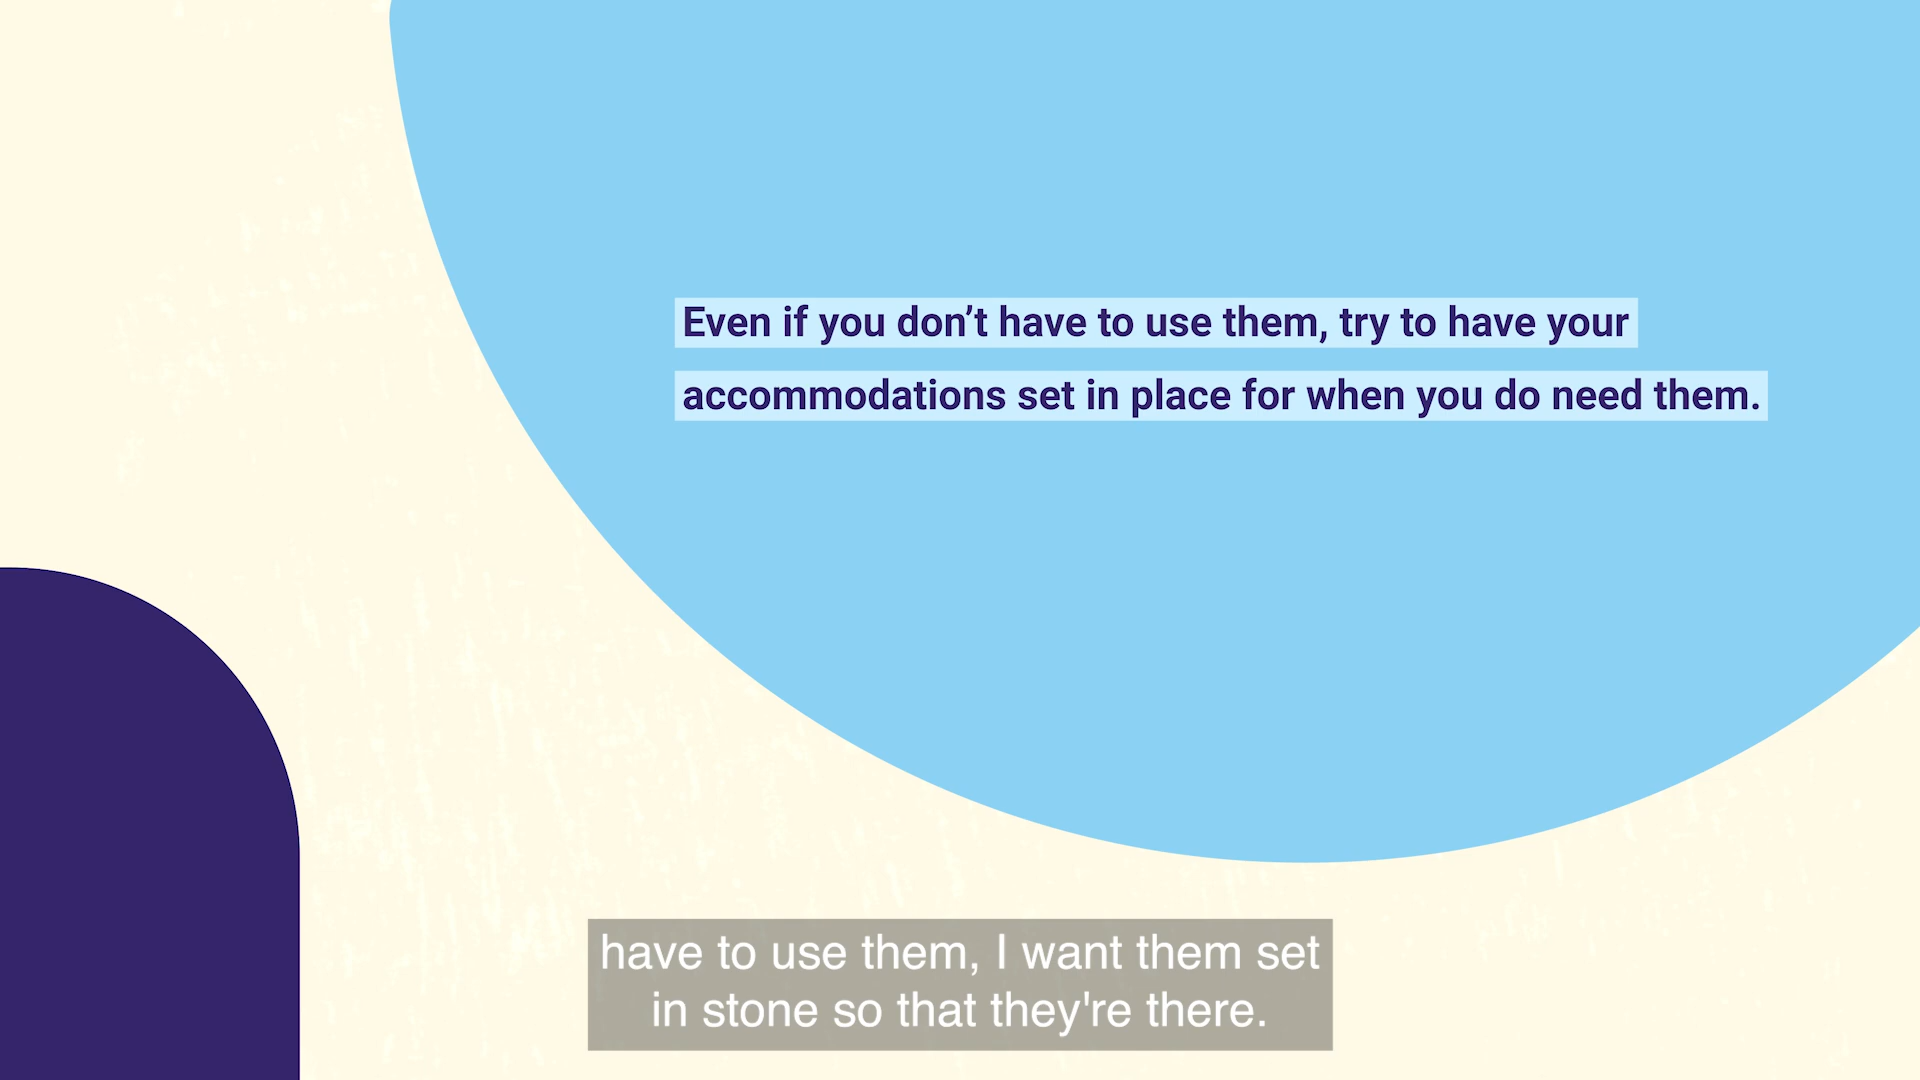 Even if you don’t have to use them, try to have your
accommodations set in place for when you do need them.
have to use them, I want them set
in stone so that they're there.